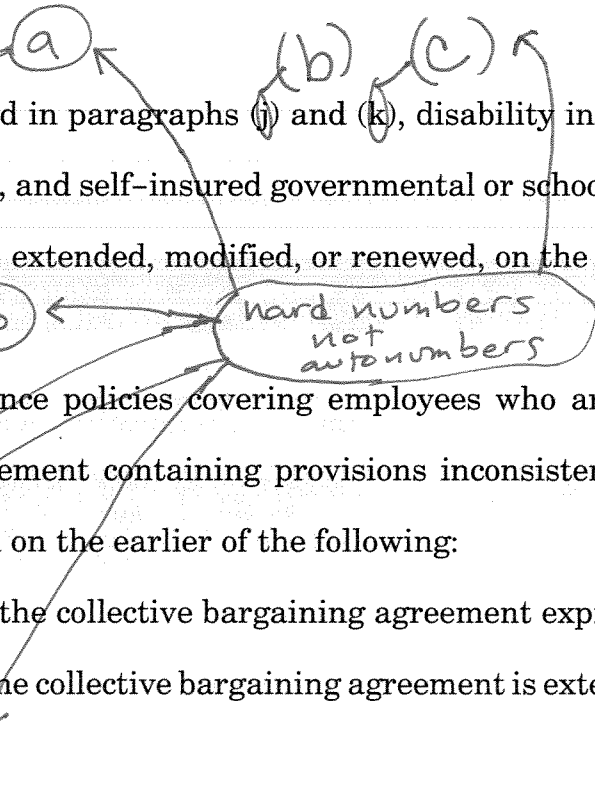 a (b) (c)
d in paragraphs (j) and (k), disability in
, and self-insured governmental or schoo
extended, modified, or renewed, on the
b hard numbers
not
autonumbers
nce policies covering employees who ar
ement containing provisions inconsisten
on the earlier of the following:
the collective bargaining agreement expi
he collective bargaining agreement is exte